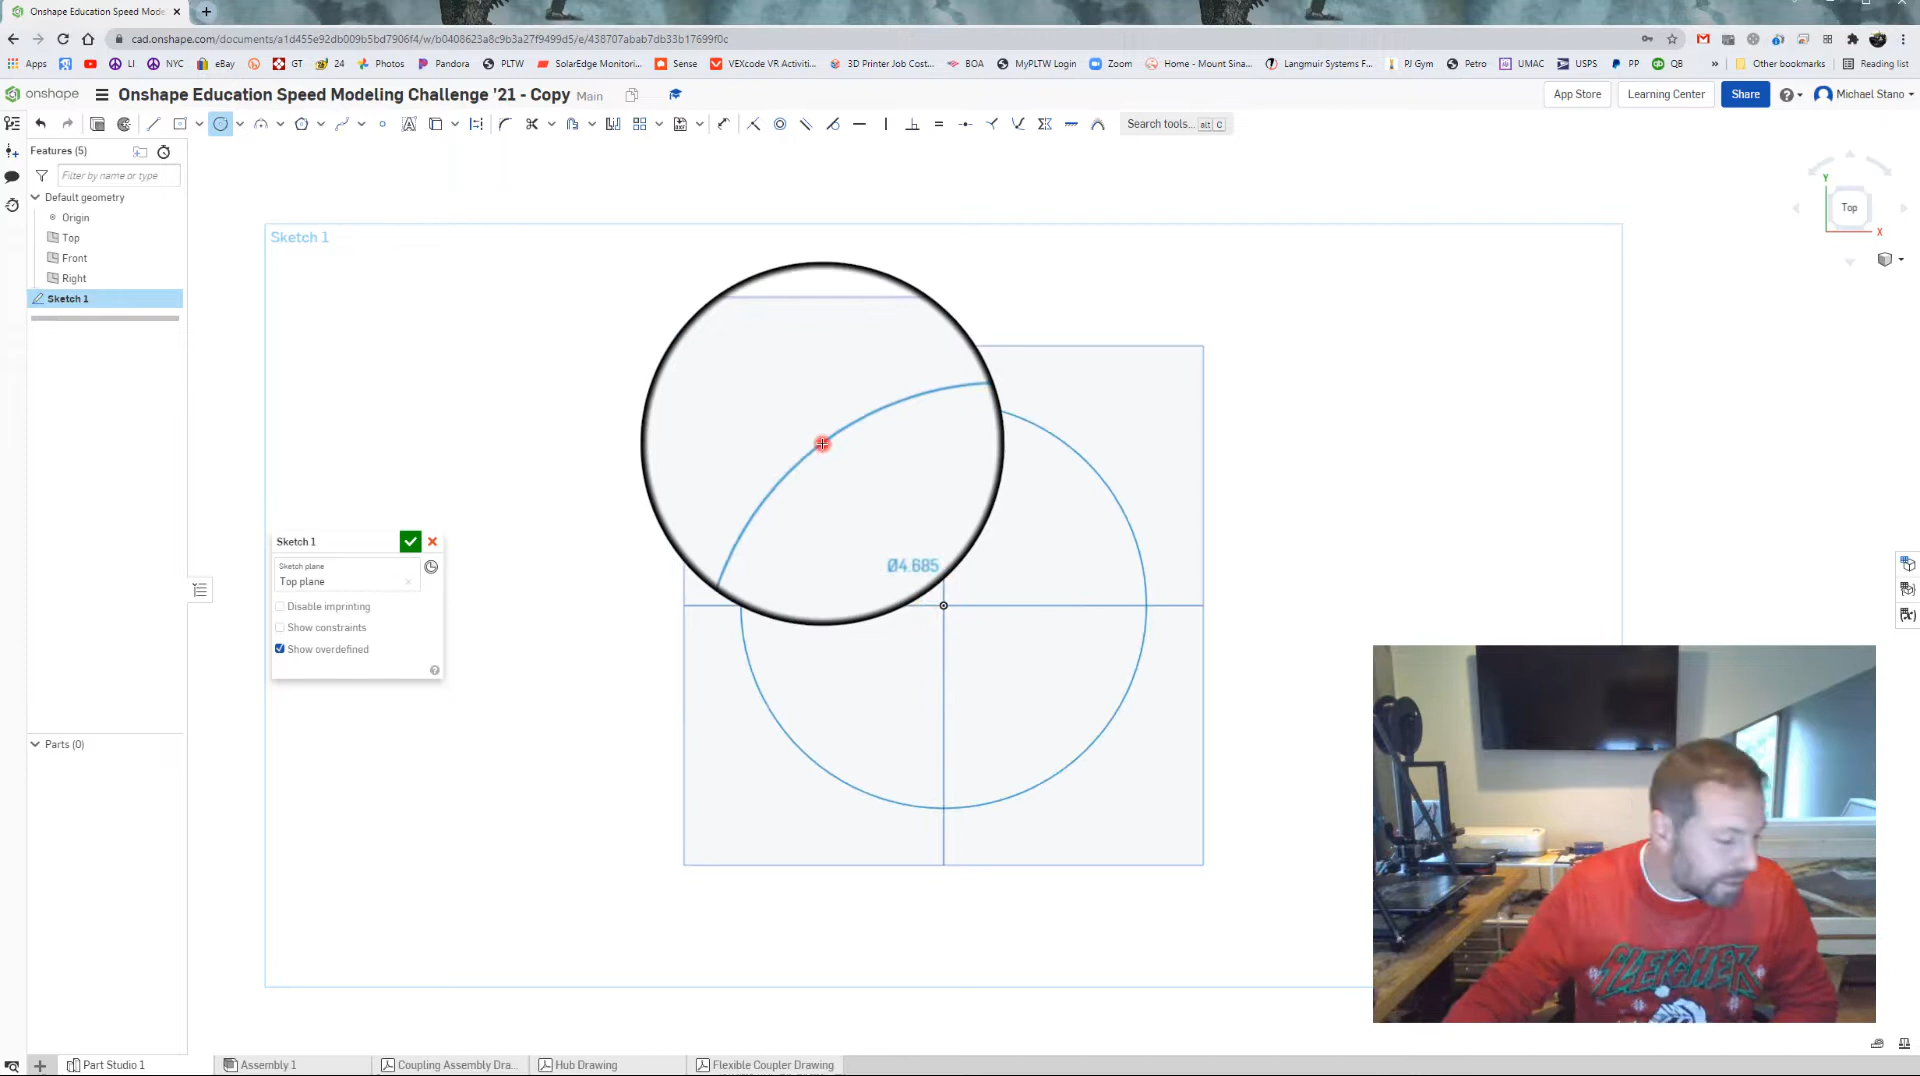 Onshape Education Speed Mode
cad.onshape.com/documents/a1d455e92db009b5bd7906f4/w/b0408623a8c9b3a27f9499d5/e/438707abab7db33b17699f0c
Apps LI NYC eBay GT 24 Photos Pandora PLTW SolarEdge Monitori... Sense VEXcode VR Activiti... 3D Printer Job Cost... BOA MyPLTW Login Zoom Home - Mount Sina... Langmuir Systems F... PJ Gym Petro UMAC USPS PP QB » Other bookmarks Reading list
onshape Onshape Education Speed Modeling Challenge '21 - Copy Main App Store Learning Center Share Michael Stano
Search tools... alt C
Features (5)
Filter by name or type
Default geometry
Origin
Top
Front
Right
Sketch 1
Parts (0)
Sketch 1
Y
Top
X
Sketch 1
Sketch plane
Top plane
Disable imprinting
Show constraints
Show overdefined
Ø4.685
SLEIGHER
Part Studio 1 Assembly 1 Coupling Assembly Dra... Hub Drawing Flexible Coupler Drawing